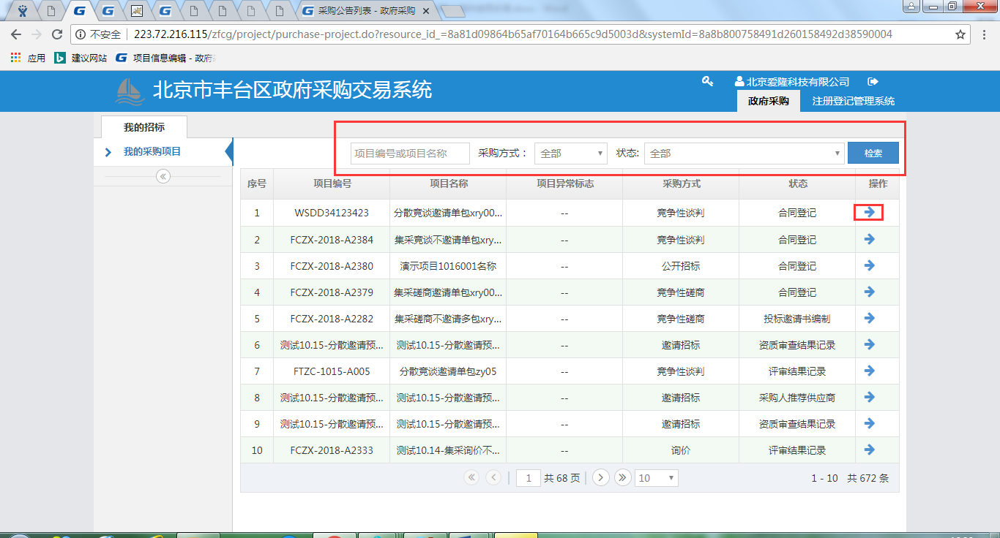 采购公告列表 - 政府采购
不安全 223.72.216.115/zfcg/project/purchase-project.do?resource_id_=8a81d09864b65af70164b665c9d5003d&systemId=8a8b800758491d260158492d38590004
应用 建议网站 项目信息编辑 - 政府
北京市丰台区政府采购交易系统
北京爱隆科技有限公司
政府采购 注册登记管理系统
我的招标
我的采购项目
项目编号或项目名称 采购方式： 全部 状态: 全部 检索
序号 项目编号 项目名称 项目异常标志 采购方式 状态 操作
1 WSDD34123423 分散竞谈邀请单包xry00... -- 竞争性谈判 合同登记
2 FCZX-2018-A2384 集采竞谈不邀请单包xry... -- 竞争性谈判 合同登记
3 FCZX-2018-A2380 演示项目1016001名称 -- 公开招标 合同登记
4 FCZX-2018-A2379 集采磋商邀请单包xry00... -- 竞争性磋商 合同登记
5 FCZX-2018-A2282 集采磋商不邀请多包xry... -- 竞争性磋商 投标邀请书编制
6 测试10.15-分散邀请预... 测试10.15-分散邀请预... -- 邀请招标 资质审查结果记录
7 FTZC-1015-A005 分散竞谈邀请单包zy05 -- 竞争性谈判 评审结果记录
8 测试10.15-分散邀请预... 测试10.15-分散邀请预... -- 邀请招标 采购人推荐供应商
9 测试10.15-分散邀请预... 测试10.15-分散邀请预... -- 邀请招标 资质审查结果记录
10 FCZX-2018-A2333 测试10.14-集采询价不... -- 询价 评审结果记录
1 共 68 页 10 1 - 10 共 672 条